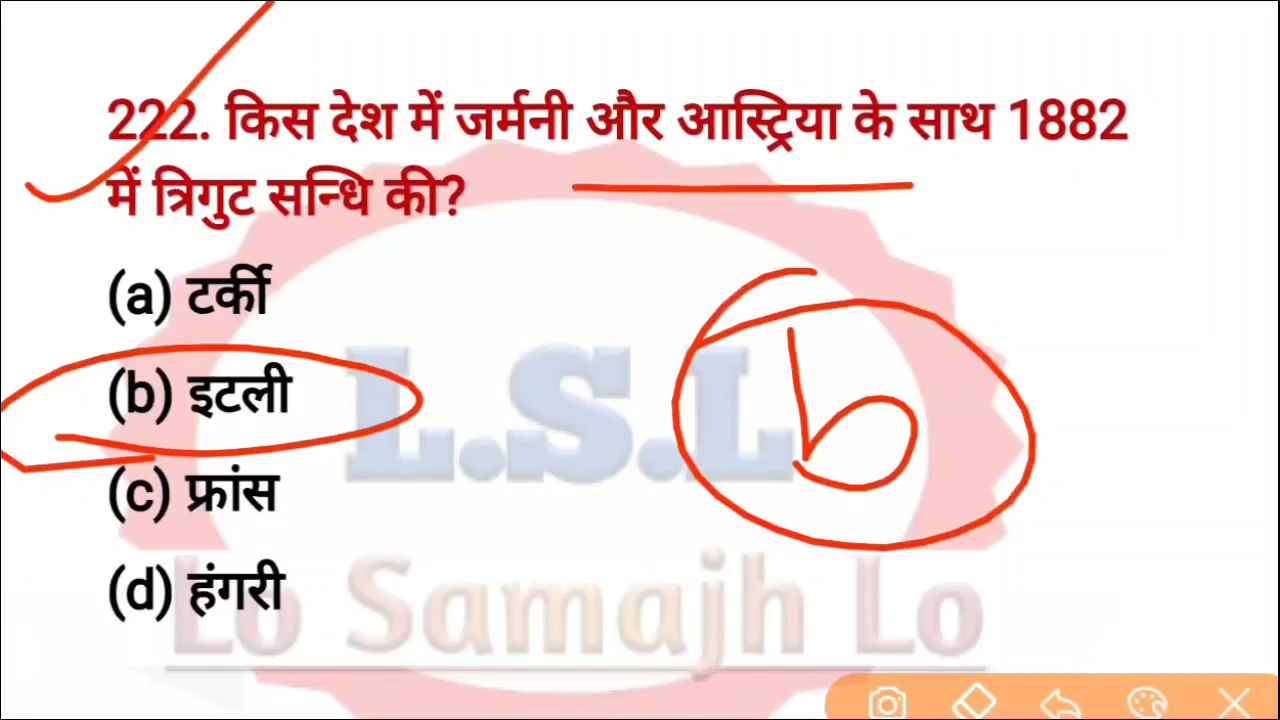 222. किस देश में जर्मनी और आस्ट्रिया के साथ 1882
में त्रिगुट सन्धि की?
(a) टर्की
(b) इटली
(c) फ्रांस
(d) हंगरी
b
L.S.L
Lo Samajh Lo